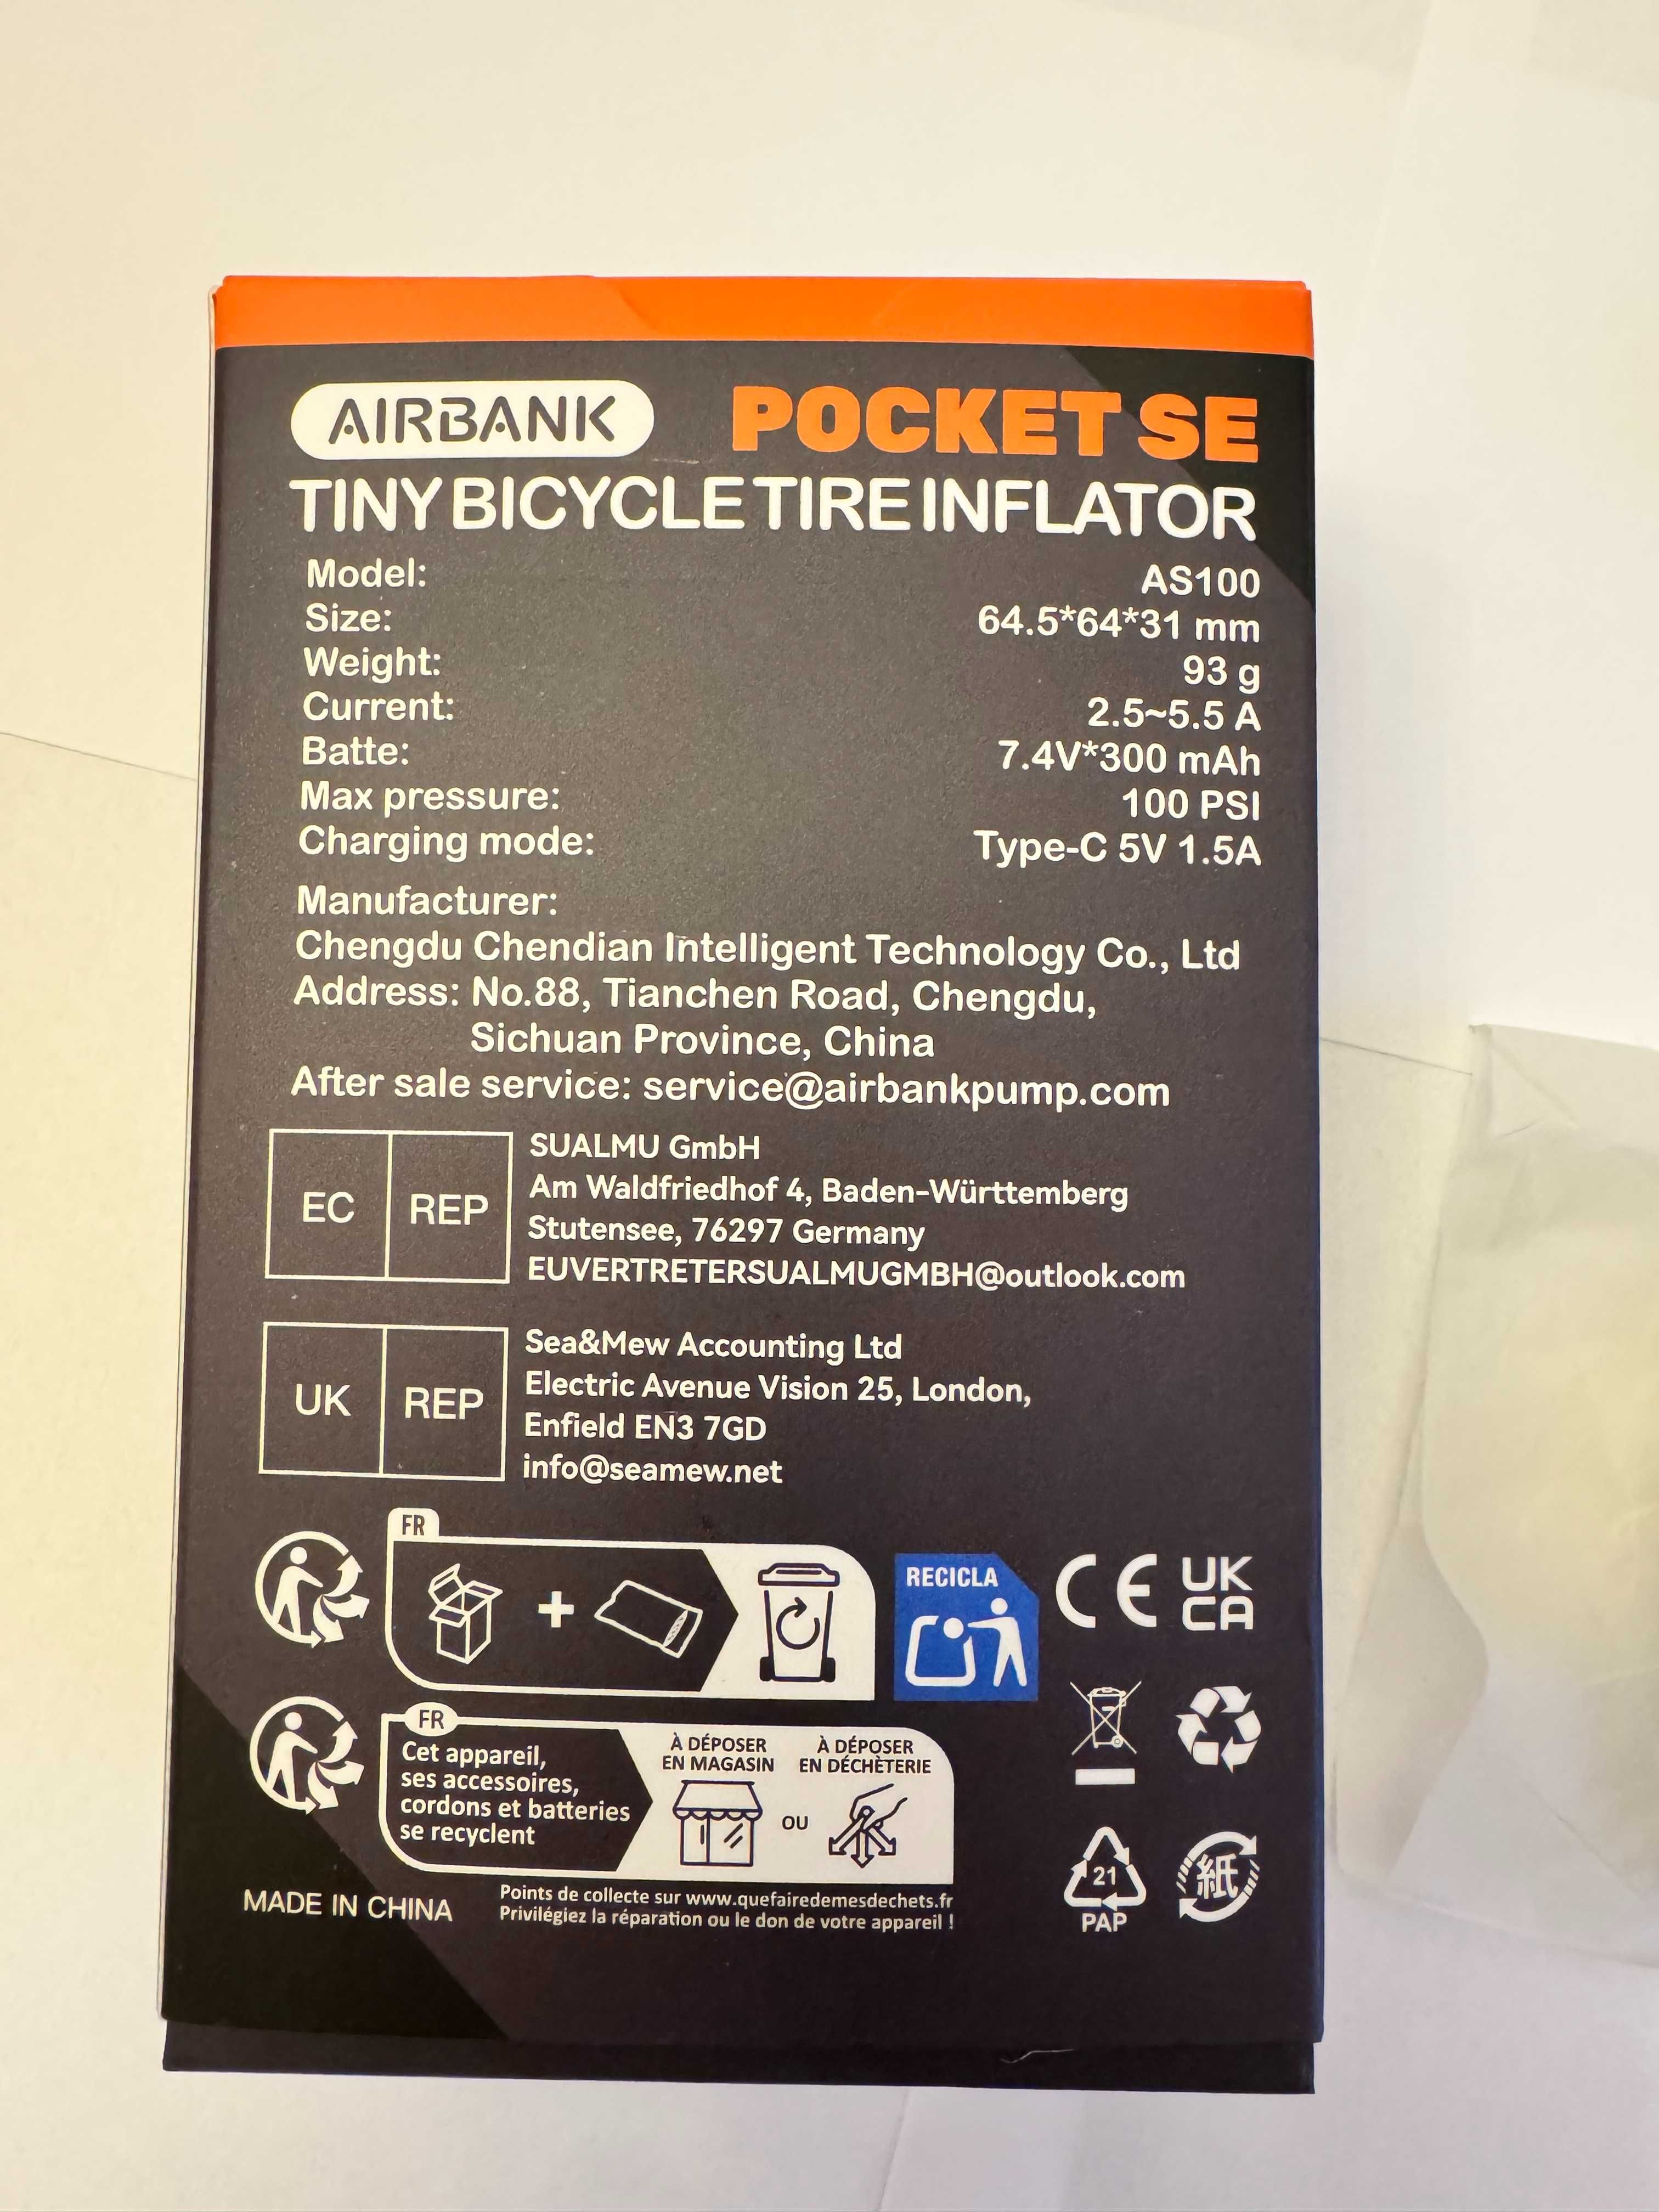 AIRBANK POCKET SE
TINY BICYCLE TIRE INFLATOR
Model: AS100
Size: 64.5*64*31 mm
Weight: 93 g
Current: 2.5~5.5 A
Batte: 7.4V*300 mAh
Max pressure: 100 PSI
Charging mode: Type-C 5V 1.5A
Manufacturer:
Chengdu Chendian Intelligent Technology Co., Ltd
Address: No.88, Tianchen Road, Chengdu,
Sichuan Province, China
After sale service: service@airbankpump.com
EC REP
SUALMU GmbH
Am Waldfriedhof 4, Baden-Württemberg
Stutensee, 76297 Germany
EUVERTRETERSUALMUGMBH@outlook.com
UK REP
Sea&Mew Accounting Ltd
Electric Avenue Vision 25, London,
Enfield EN3 7GD
info@seamew.net
FR
+
RECICLA
CE
UK
CA
FR
Cet appareil,
ses accessoires,
cordons et batteries
se recyclent
À DÉPOSER
EN MAGASIN
OU
À DÉPOSER
EN DÉCHÈTERIE
Points de collecte sur www.quefairedemesdechets.fr
Privilégiez la réparation ou le don de votre appareil !
MADE IN CHINA
21
PAP
紙